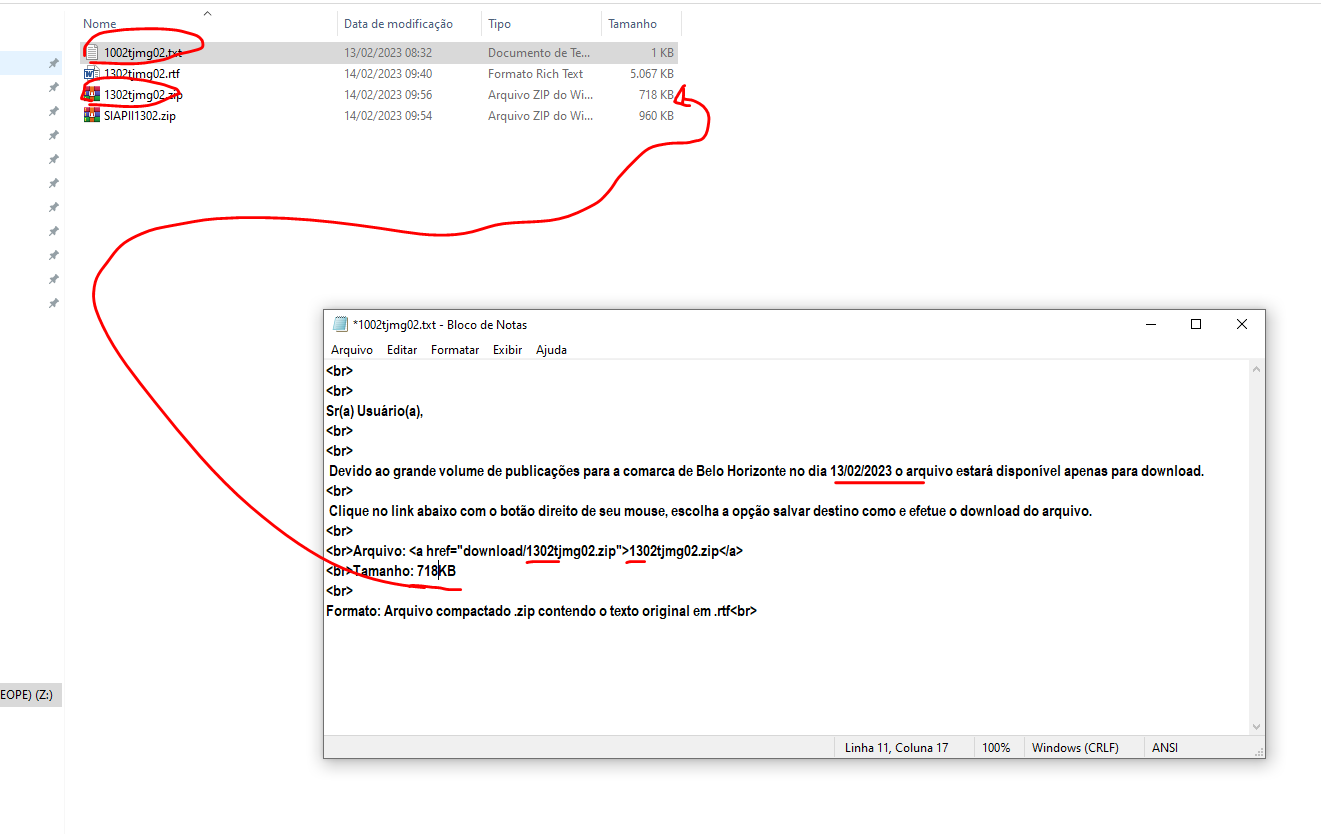 Nome Data de modificação Tipo Tamanho
1002tjmg02.txt 13/02/2023 08:32 Documento de Te... 1 KB
1302tjmg02.rtf 14/02/2023 09:40 Formato Rich Text 5.067 KB
1302tjmg02.zip 14/02/2023 09:56 Arquivo ZIP do Wi... 718 KB
SIAPII1302.zip 14/02/2023 09:54 Arquivo ZIP do Wi... 960 KB
*1002tjmg02.txt - Bloco de Notas
Arquivo Editar Formatar Exibir Ajuda
<br>
<br>
Sr(a) Usuário(a),
<br>
<br>
Devido ao grande volume de publicações para a comarca de Belo Horizonte no dia 13/02/2023 o arquivo estará disponível apenas para download.
<br>
Clique no link abaixo com o botão direito de seu mouse, escolha a opção salvar destino como e efetue o download do arquivo.
<br>
<br>Arquivo: <a href="download/1302tjmg02.zip">1302tjmg02.zip</a>
<br>Tamanho: 718KB
<br>
Formato: Arquivo compactado .zip contendo o texto original em .rtf<br>
EOPE) (Z:)
Linha 11, Coluna 17 100% Windows (CRLF) ANSI